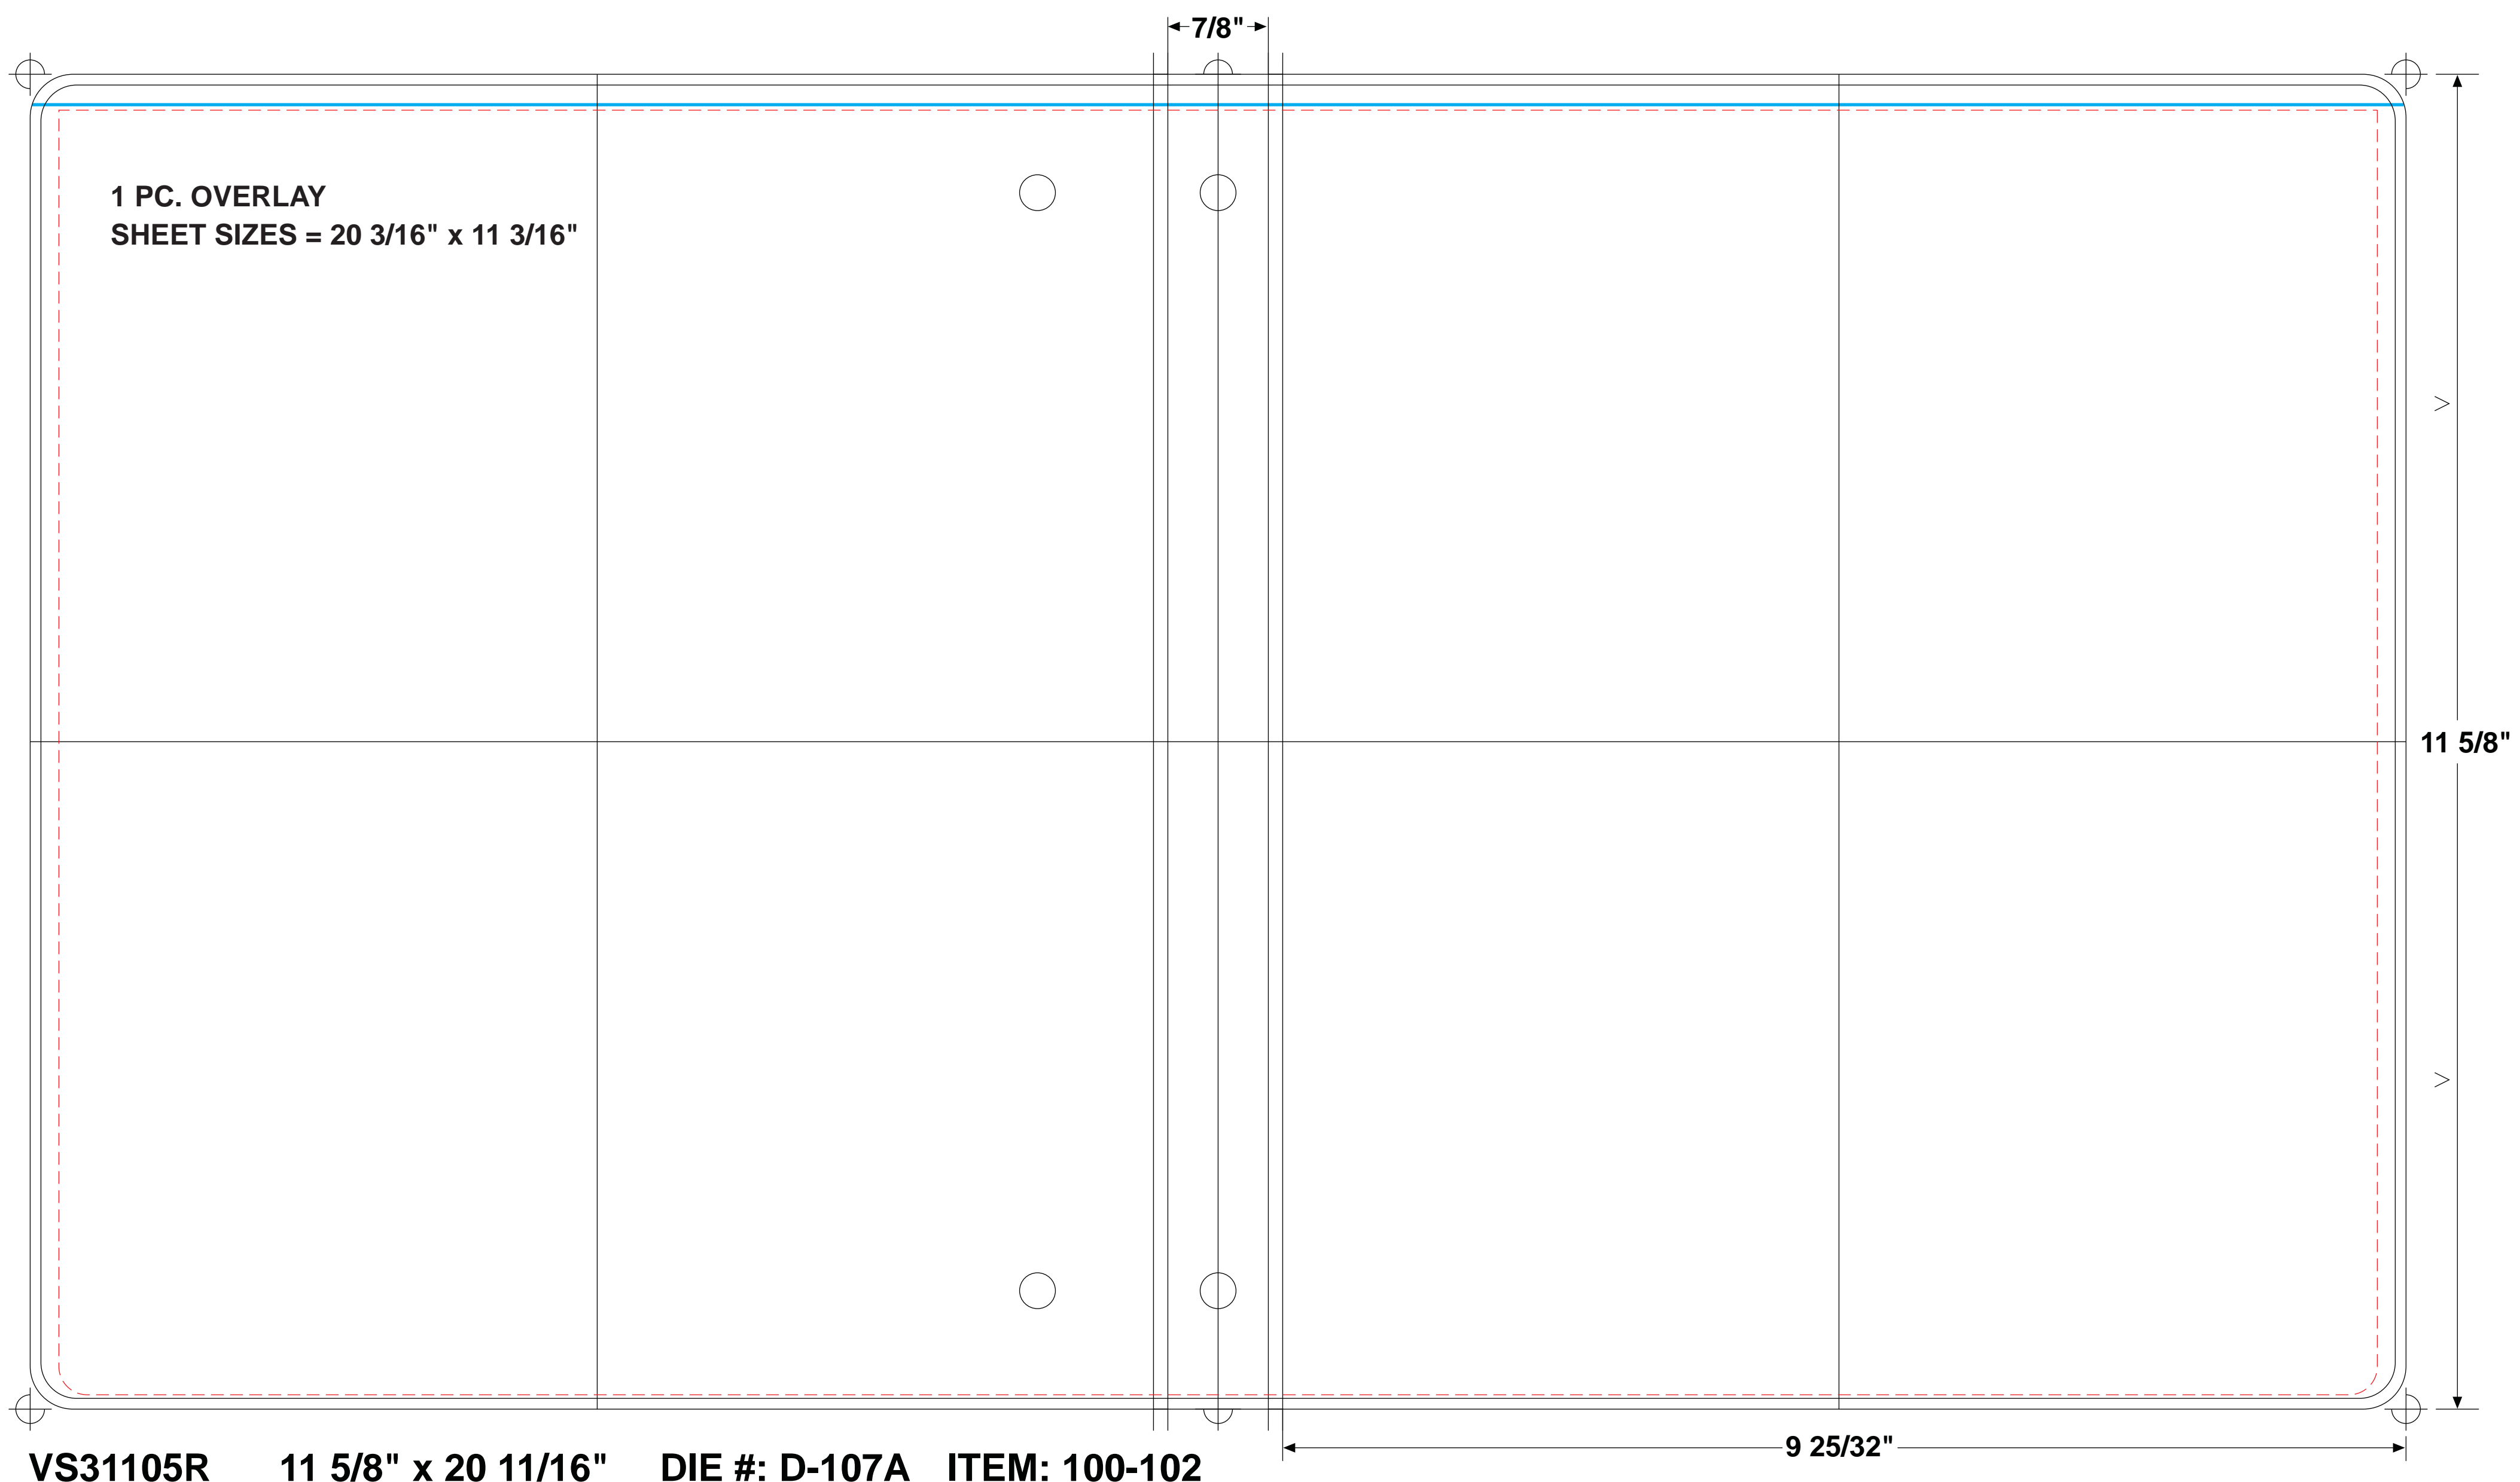 7/8"
1 PC. OVERLAY
SHEET SIZES = 20 3/16" x 11 3/16"
11 5/8"
9 25/32"
VS31105R 11 5/8" x 20 11/16" DIE #: D-107A ITEM: 100-102